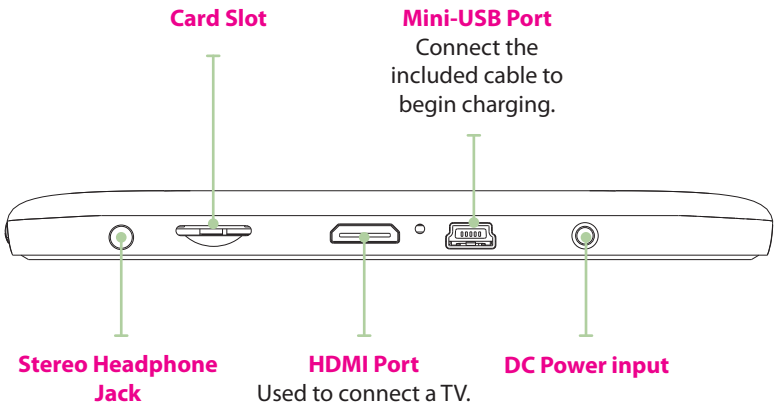 Card Slot
Mini-USB Port
Connect the
included cable to
begin charging.
Stereo Headphone
Jack
HDMI Port
Used to connect a TV.
DC Power input